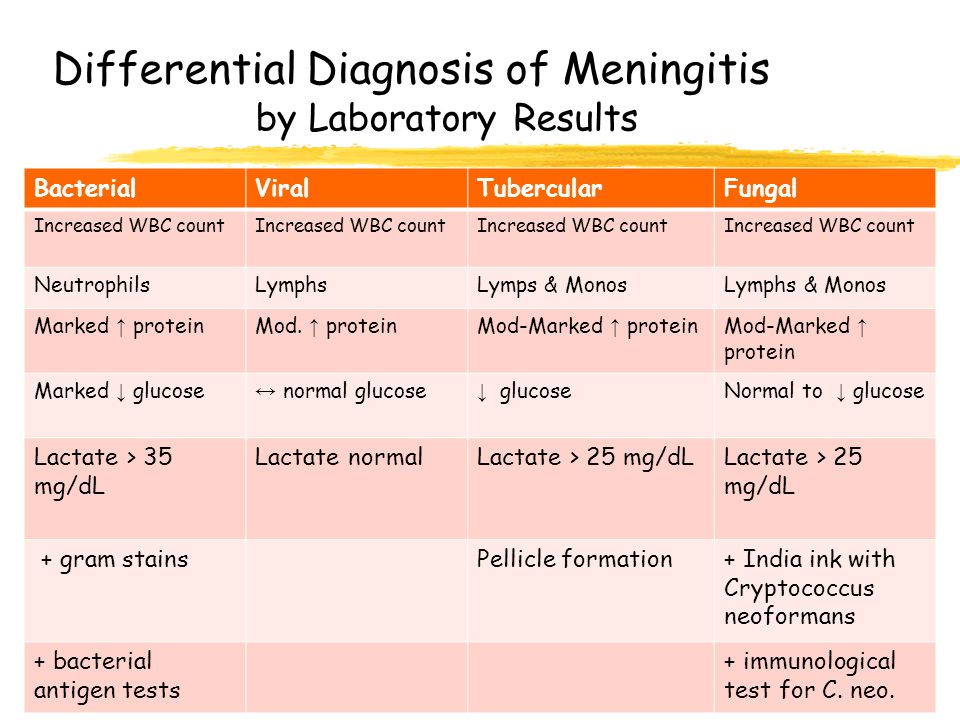 Differential Diagnosis of Meningitis
by Laboratory Results
Bacterial Viral Tubercular Fungal
Increased WBC count Increased WBC count Increased WBC count Increased WBC count
Neutrophils Lymphs Lymps & Monos Lymphs & Monos
Marked ↑ protein Mod. ↑ protein Mod-Marked ↑ protein Mod-Marked ↑
protein
Marked ↓ glucose ↔ normal glucose ↓ glucose Normal to ↓ glucose
Lactate > 35 Lactate normal Lactate > 25 mg/dL Lactate > 25
mg/dL mg/dL
+ gram stains Pellicle formation + India ink with
Cryptococcus
neoformans
+ bacterial + immunological
antigen tests test for C. neo.